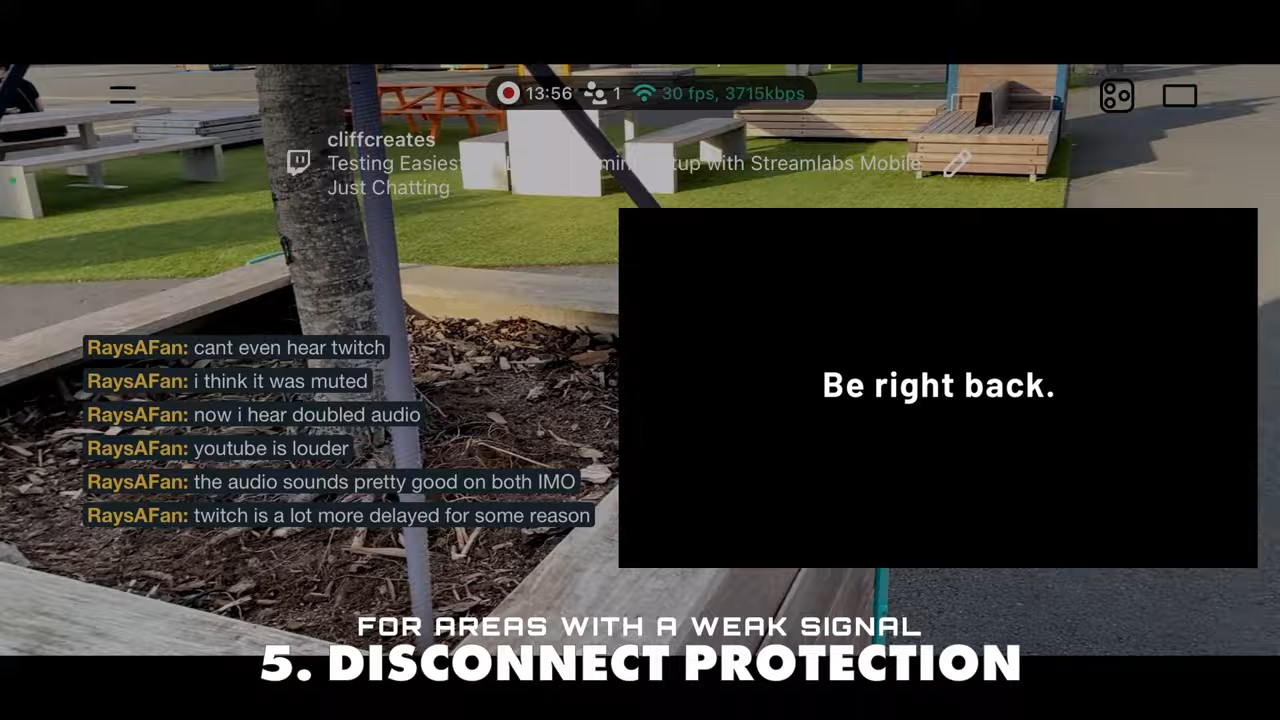 13:56 1 30 fps, 3715kbps
cliffcreates
Testing Easiest setup with Streamlabs Mobile
Just Chatting
RaysAFan: cant even hear twitch
RaysAFan: i think it was muted
RaysAFan: now i hear doubled audio
RaysAFan: youtube is louder
RaysAFan: the audio sounds pretty good on both IMO
RaysAFan: twitch is a lot more delayed for some reason
Be right back.
FOR AREAS WITH A WEAK SIGNAL
5. DISCONNECT PROTECTION